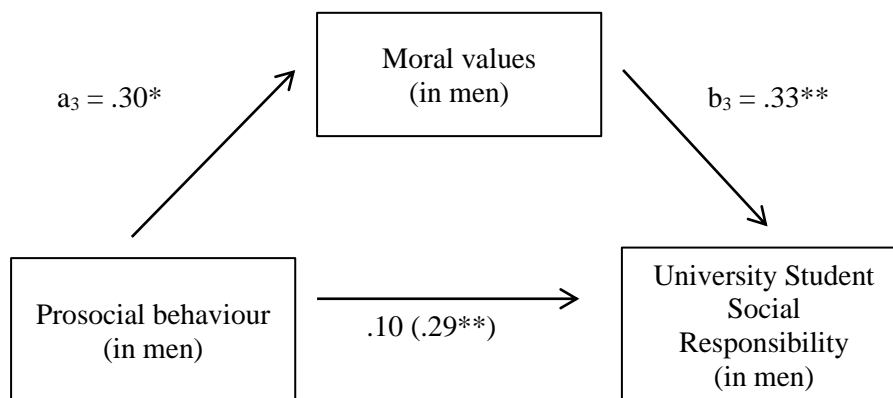 Moral values
(in men)
a₃ = .30*
b₃ = .33**
Prosocial behaviour
(in men)
.10 (.29**)
University Student
Social
Responsibility
(in men)